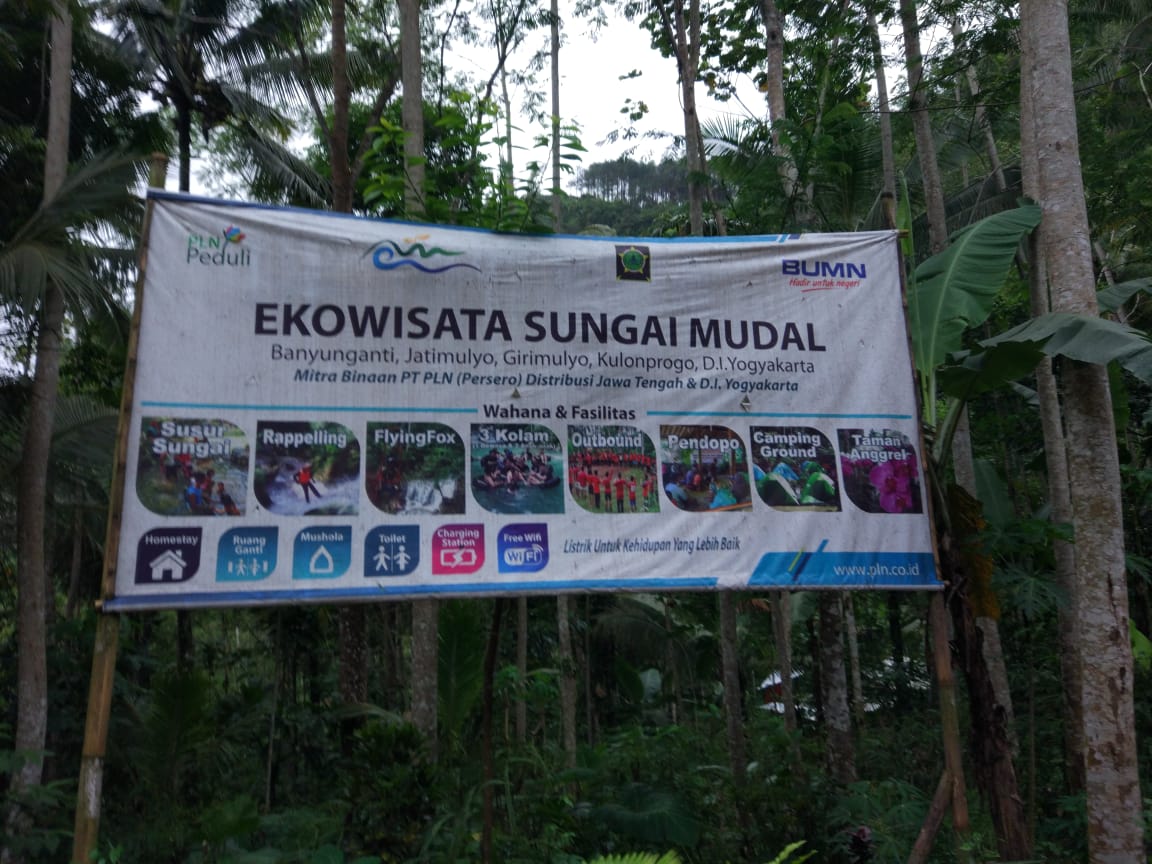 PLN
Peduli
BUMN
Hadir untuk negeri
EKOWISATA SUNGAI MUDAL
Banyunganti, Jatimulyo, Girimulyo, Kulonprogo, D.I.Yogyakarta
Mitra Binaan PT PLN (Persero) Distribusi Jawa Tengah & D.I. Yogyakarta
Wahana & Fasilitas
Susur
Sungai
Rappelling
FlyingFox
3 Kolam
Outbound
Pendopo
Camping
Ground
Taman
Anggrek
Homestay
Ruang
Ganti
Mushola
Toilet
Charging
Station
Free Wifi
WiFi
Listrik Untuk Kehidupan Yang Lebih Baik
www.pln.co.id